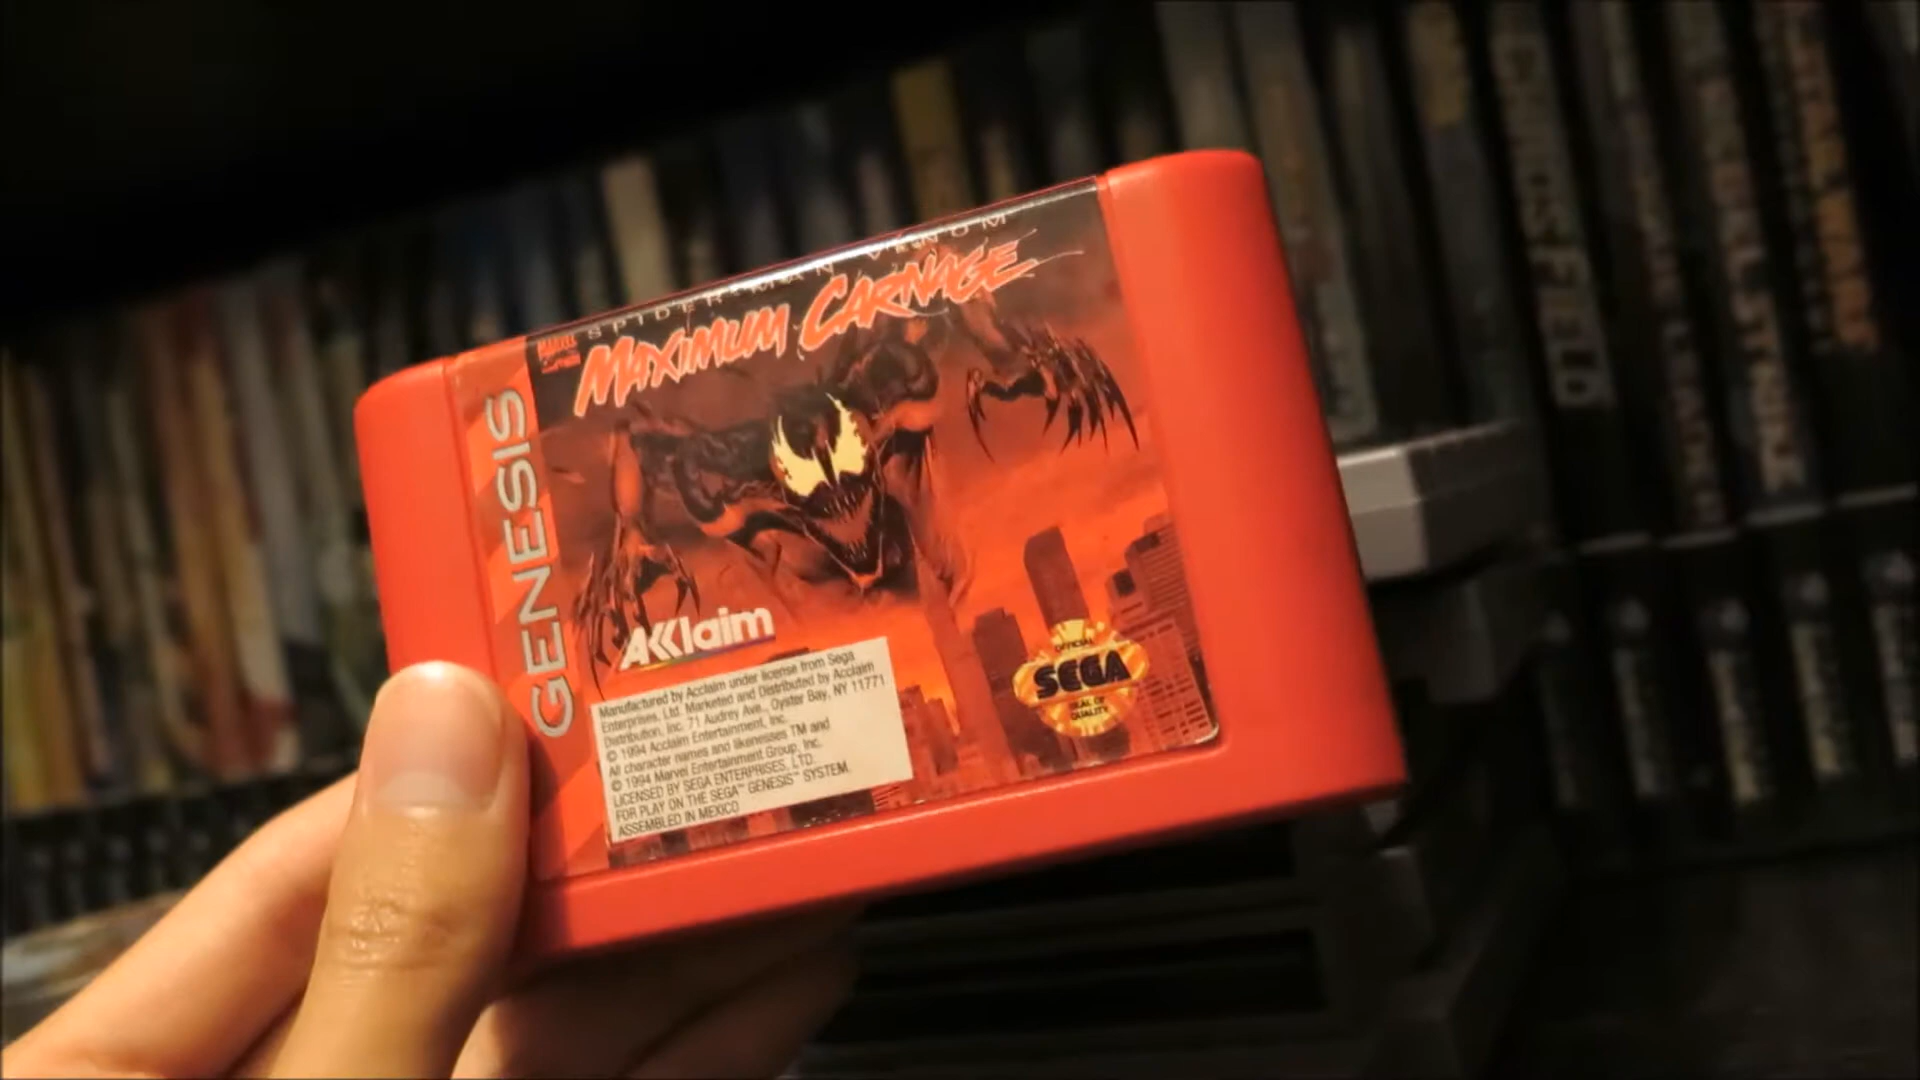 SPIDER-MAN VENOM
MAXIMUM CARNAGE
MARVEL
GENESIS
AKKlaim
Manufactured by Acclaim under license from Sega
Enterprises, Ltd. Marketed and Distributed by Acclaim
Distribution, Inc. 71 Audrey Ave., Oyster Bay, NY 11771
© 1994 Acclaim Entertainment, Inc.
All character names and likenesses TM and
© 1994 Marvel Entertainment Group, Inc.
LICENSED BY SEGA ENTERPRISES, LTD.
FOR PLAY ON THE SEGA™ GENESIS™ SYSTEM.
ASSEMBLED IN MEXICO
OFFICIAL
SEGA
SEAL OF
QUALITY